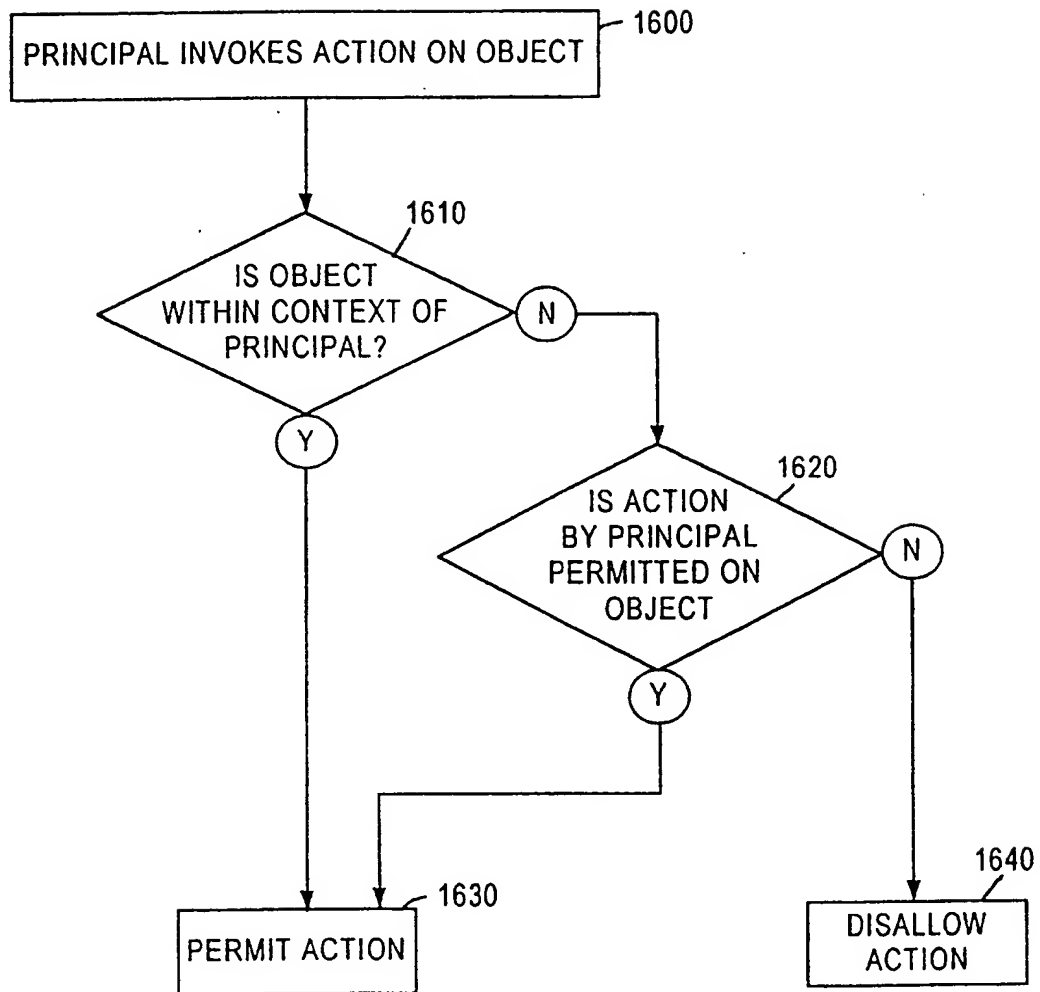 1600
PRINCIPAL INVOKES ACTION ON OBJECT
1610
IS OBJECT
WITHIN CONTEXT OF
PRINCIPAL?
N
Y
1620
IS ACTION
BY PRINCIPAL
PERMITTED ON
OBJECT
N
Y
1630
PERMIT ACTION
1640
DISALLOW
ACTION